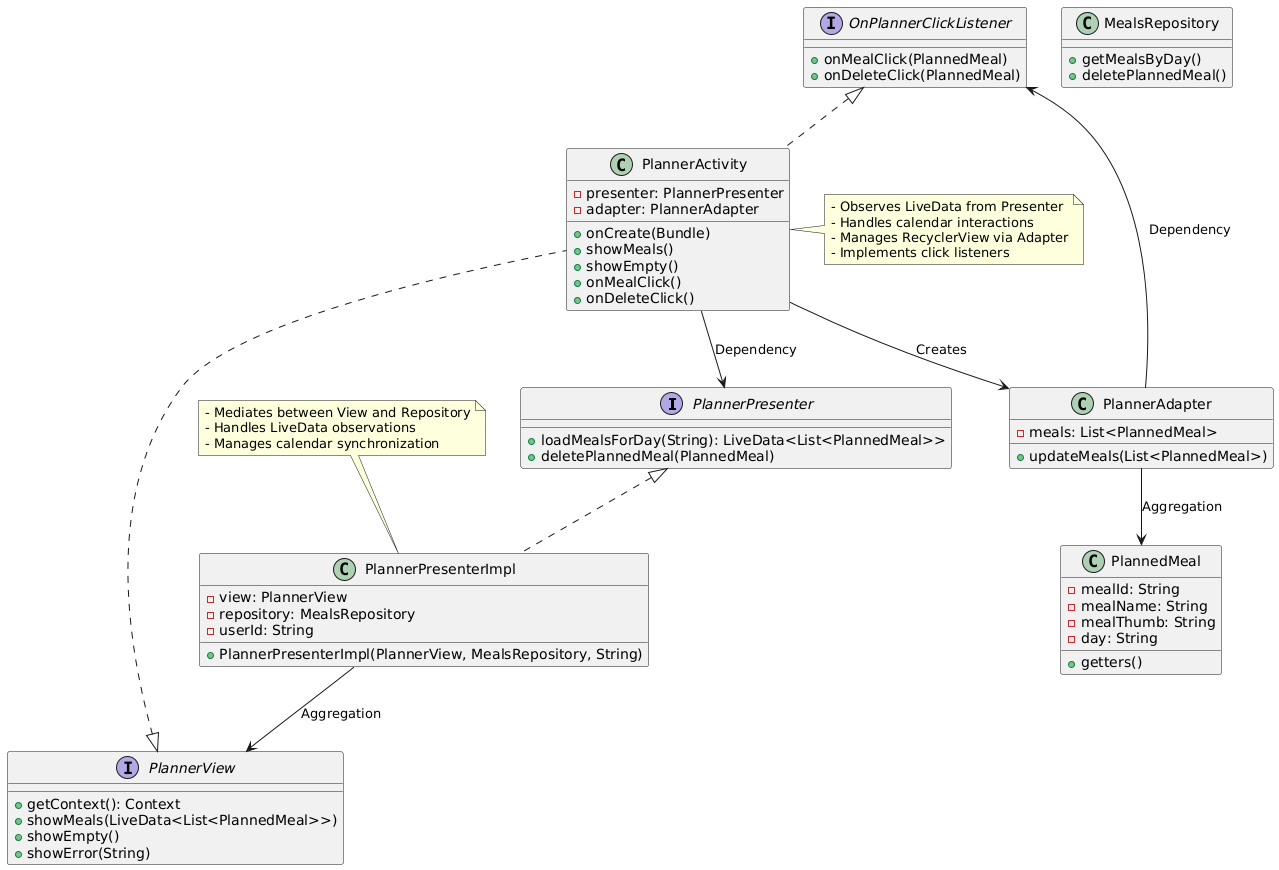 I OnPlannerClickListener
onMealClick(PlannedMeal)
onDeleteClick(PlannedMeal)
C MealsRepository
getMealsByDay()
deletePlannedMeal()
C PlannerActivity
presenter: PlannerPresenter
adapter: PlannerAdapter
onCreate(Bundle)
showMeals()
showEmpty()
onMealClick()
onDeleteClick()
- Observes LiveData from Presenter
- Handles calendar interactions
- Manages RecyclerView via Adapter
- Implements click listeners
Dependency
Dependency
Creates
- Mediates between View and Repository
- Handles LiveData observations
- Manages calendar synchronization
I PlannerPresenter
loadMealsForDay(String): LiveData<List<PlannedMeal>>
deletePlannedMeal(PlannedMeal)
C PlannerAdapter
meals: List<PlannedMeal>
updateMeals(List<PlannedMeal>)
Aggregation
C PlannerPresenterImpl
view: PlannerView
repository: MealsRepository
userId: String
PlannerPresenterImpl(PlannerView, MealsRepository, String)
C PlannedMeal
mealId: String
mealName: String
mealThumb: String
day: String
getters()
Aggregation
I PlannerView
getContext(): Context
showMeals(LiveData<List<PlannedMeal>>)
showEmpty()
showError(String)